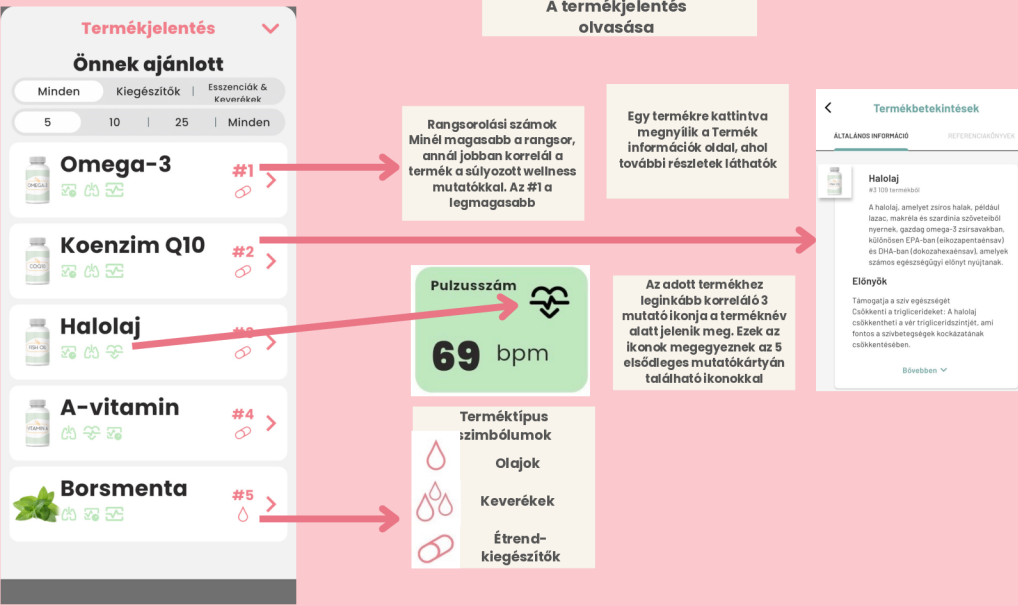 A termékjelentés
olvasása
Termékjelentés
Önnek ajánlott
Minden
Kiegészítők
Esszenciák &
Keverékek
5
10
25
Minden
Omega-3
#1
Koenzim Q10
#2
Halolaj
A-vitamin
#4
Borsmenta
#5
Rangsorolási számok
Minél magasabb a rangsor,
annál jobban korrelál a
termék a súlyozott wellness
mutatókkal. Az #1 a
legmagasabb
Egy termékre kattintva
megnyílik a Termék
információk oldal, ahol
további részletek láthatók
Pulzusszám
69 bpm
Az adott termékhez
leginkább korreláló 3
mutató ikonja a terméknév
alatt jelenik meg. Ezek az
ikonok megegyeznek az 5
elsődleges mutatókártyán
található ikonokkal
Terméktípus
szimbólumok
Olajok
Keverékek
Étrend-
kiegészítők
Termékbetekintések
ÁLTALÁNOS INFORMÁCIÓ
REFERENCIAKÖNYVEK
Halolaj
#3 109 termékből
A halolaj, amelyet zsíros halak, például
lazac, makréla és szardínia szöveteiből
nyernek, gazdag omega-3 zsírsavakban,
különösen EPA-ban (eikozapentaénsav)
és DHA-ban (dokozahexaénsav), amelyek
számos egészségügyi előnyt nyújtanak.
Előnyök
Támogatja a szív egészségét
Csökkenti a triglicerideket: A halolaj
csökkentheti a vér trigliceridszintjét, ami
fontos a szívbetegségek kockázatának
csökkentésében.
Bővebben